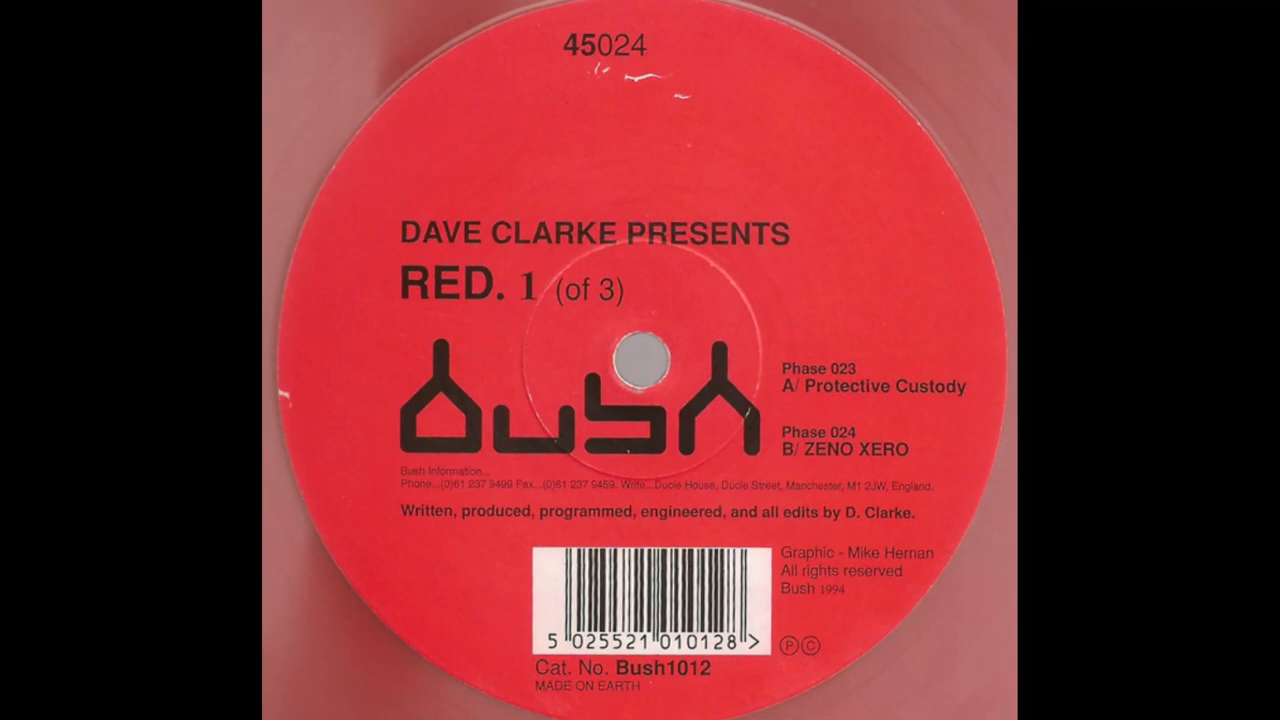 45024
DAVE CLARKE PRESENTS
RED. 1 (of 3)
Bush
Phase 023
A/ Protective Custody
Phase 024
B/ ZENO XERO
Bush Information...
Phone...(0)61 237 9499 Fax...(0)61 237 9459. Write...Ducie House, Ducie Street, Manchester, M1 2JW, England.
Written, produced, programmed, engineered, and all edits by D. Clarke.
Graphic - Mike Hernan
All rights reserved
Bush 1994
5 025521 010128 >
Ⓟ Ⓒ
Cat. No. Bush1012
MADE ON EARTH